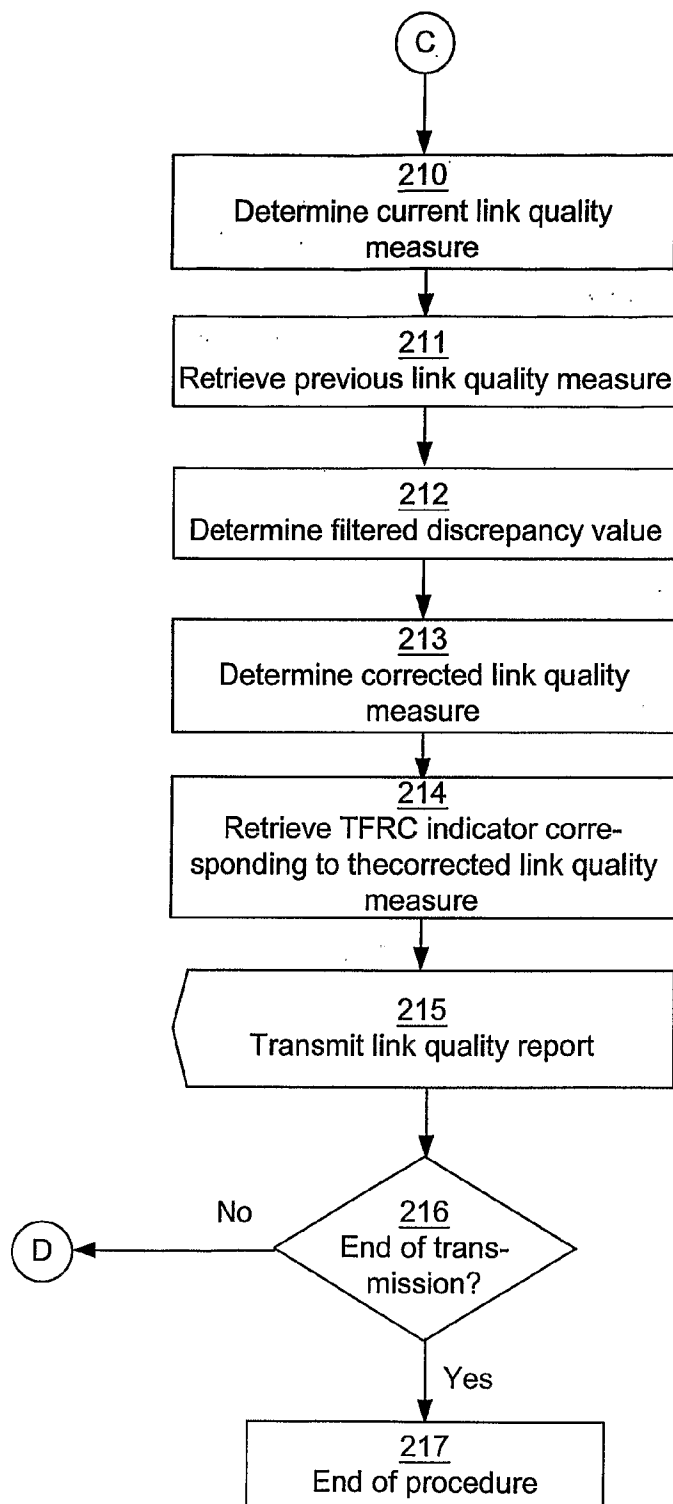 C
210
Determine current link quality
measure
211
Retrieve previous link quality measure
212
Determine filtered discrepancy value
213
Determine corrected link quality
measure
214
Retrieve TFRC indicator corre-
sponding to thecorrected link quality
measure
215
Transmit link quality report
No
216
D
End of trans-
mission?
Yes
217
End of procedure